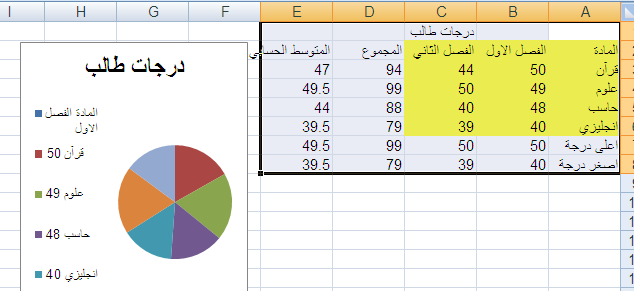 A B C D E F G H I
درجات طالب
المادة الفصل الاول الفصل الثاني المجموع المتوسط الحسابي
قرآن 50 44 94 47
علوم 49 50 99 49.5
حاسب 48 40 88 44
انجليزي 40 39 79 39.5
اعلى درجة 50 50 99 49.5
اصغر درجة 40 39 79 39.5
درجات طالب
المادة الفصل
الاول
قرآن 50
علوم 49
حاسب 48
انجليزي 40